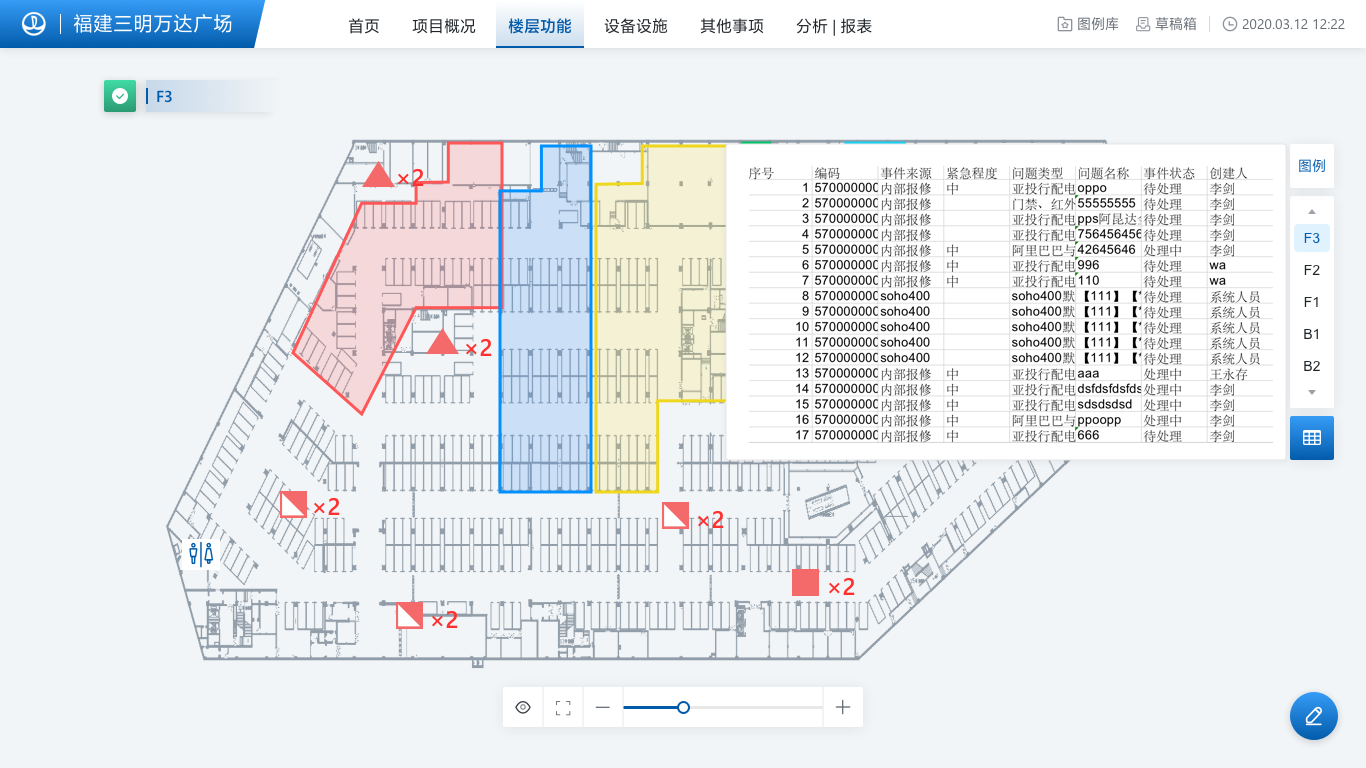 福建三明万达广场 首页 项目概况 楼层功能 设备设施 其他事项 分析 | 报表 图例库 草稿箱 2020.03.12 12:22
F3
×2
×2
×2
×2
×2
×2
序号 编码 事件来源 紧急程度 问题类型 问题名称 事件状态 创建人
1 570000000 内部报修 中 亚投行配电 oppo 待处理 李剑
2 570000000 内部报修 门禁、红外 55555555 待处理 李剑
3 570000000 内部报修 亚投行配电 pps阿昆达 待处理 李剑
4 570000000 内部报修 亚投行配电 756456456 待处理 李剑
5 570000000 内部报修 中 阿里巴巴与 42645646 处理中 李剑
6 570000000 内部报修 中 亚投行配电 996 待处理 wa
7 570000000 内部报修 中 亚投行配电 110 待处理 wa
8 570000000 soho400 soho400默 【111】【 待处理 系统人员
9 570000000 soho400 soho400默 【111】【 待处理 系统人员
10 570000000 soho400 soho400默 【111】【 待处理 系统人员
11 570000000 soho400 soho400默 【111】【 待处理 系统人员
12 570000000 soho400 soho400默 【111】【 待处理 系统人员
13 570000000 内部报修 中 亚投行配电 aaa 处理中 王永存
14 570000000 内部报修 中 亚投行配电 dsfdsfdsfds 处理中 李剑
15 570000000 内部报修 中 亚投行配电 sdsdsdsd 处理中 李剑
16 570000000 内部报修 中 阿里巴巴与 ppoopp 处理中 李剑
17 570000000 内部报修 中 亚投行配电 666 待处理 李剑
图例
F3
F2
F1
B1
B2